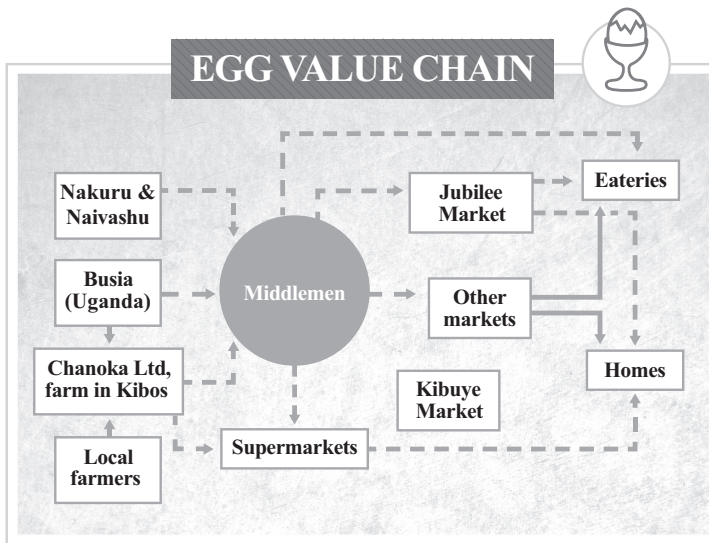 EGG VALUE CHAIN
Nakuru &
Naivashu
Busia
(Uganda)
Chanoka Ltd,
farm in Kibos
Local
farmers
Middlemen
Supermarkets
Jubilee
Market
Other
markets
Kibuye
Market
Eateries
Homes